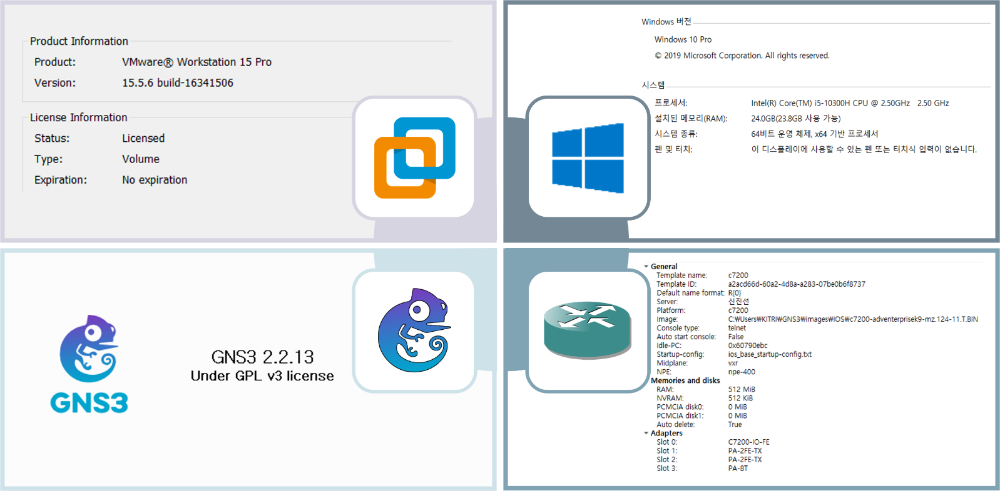 Product Information
Product: VMware® Workstation 15 Pro
Version: 15.5.6 build-16341506
License Information
Status: Licensed
Type: Volume
Expiration: No expiration
Windows 버전
Windows 10 Pro
© 2019 Microsoft Corporation. All rights reserved.
시스템
프로세서: Intel(R) Core(TM) i5-10300H CPU @ 2.50GHz 2.50 GHz
설치된 메모리(RAM): 24.0GB(23.8GB 사용 가능)
시스템 종류: 64비트 운영 체제, x64 기반 프로세서
펜 및 터치: 이 디스플레이에 사용할 수 있는 펜 또는 터치식 입력이 없습니다.
GNS3
GNS3 2.2.13
Under GPL v3 license
General
Template name: c7200
Template ID: a2acd66d-60a2-4d8a-a283-07be0b6f8737
Default name format: R{0}
Server: 신진선
Platform: c7200
Image: C:₩Users₩KITRI₩GNS3₩images₩IOS₩c7200-adventerprisek9-mz.124-11.T.BIN
Console type: telnet
Auto start console: False
Idle-PC: 0x60790ebc
Startup-config: ios_base_startup-config.txt
Midplane: vxr
NPE: npe-400
Memories and disks
RAM: 512 MiB
NVRAM: 512 KiB
PCMCIA disk0: 0 MiB
PCMCIA disk1: 0 MiB
Auto delete: True
Adapters
Slot 0: C7200-IO-FE
Slot 1: PA-2FE-TX
Slot 2: PA-2FE-TX
Slot 3: PA-8T